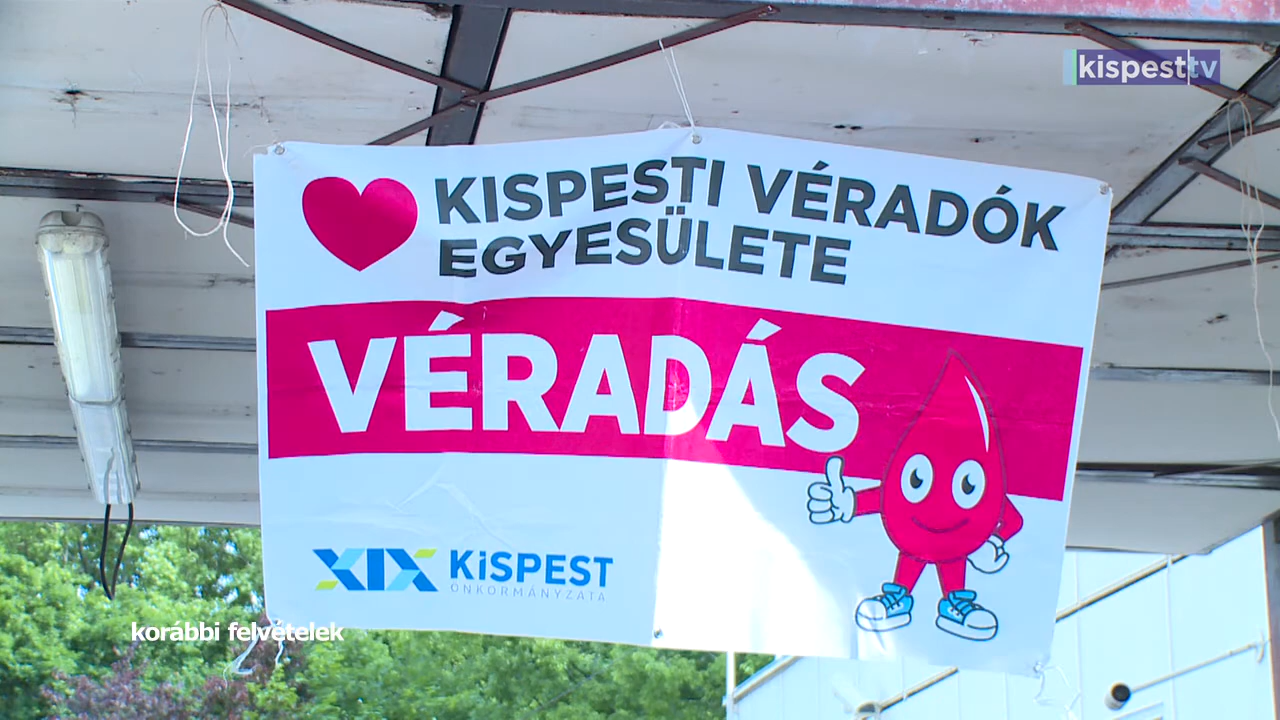 kispesttv
KISPESTI VÉRADÓK
EGYESÜLETE
VÉRADÁS
XIX KiSPEST
ÖNKORMÁNYZATA
korábbi felvételek